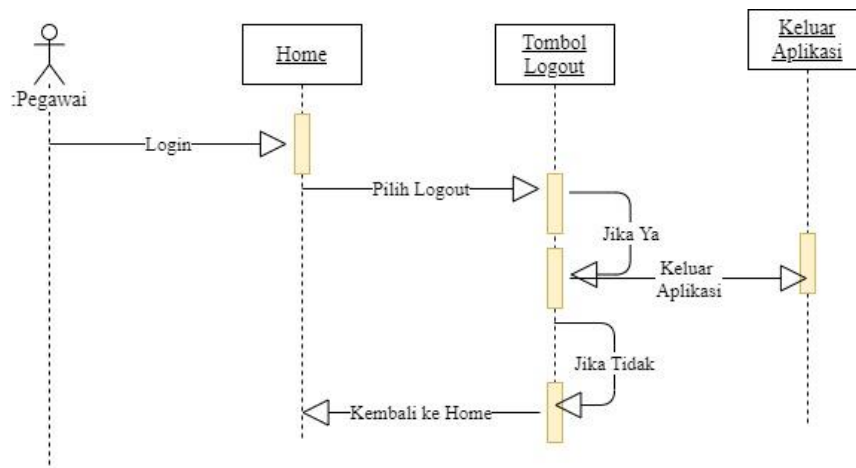 Home
Tombol
Logout
Keluar
Aplikasi
:Pegawai
Login
Pilih Logout
Jika Ya
Keluar
Aplikasi
Jika Tidak
Kembali ke Home